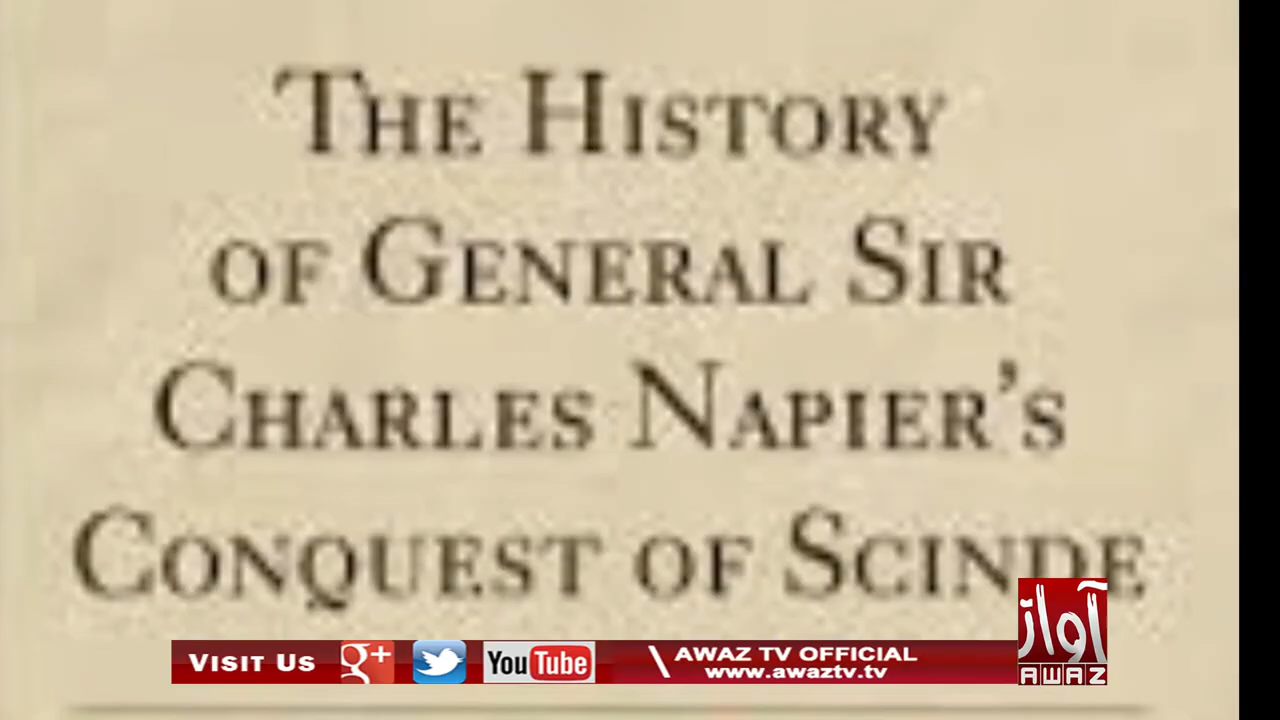 THE HISTORY
OF GENERAL SIR
CHARLES NAPIER'S
CONQUEST OF SCINDE
آواز
AWAZ
VISIT US g+ You Tube \ AWAZ TV OFFICIAL
www.awaztv.tv